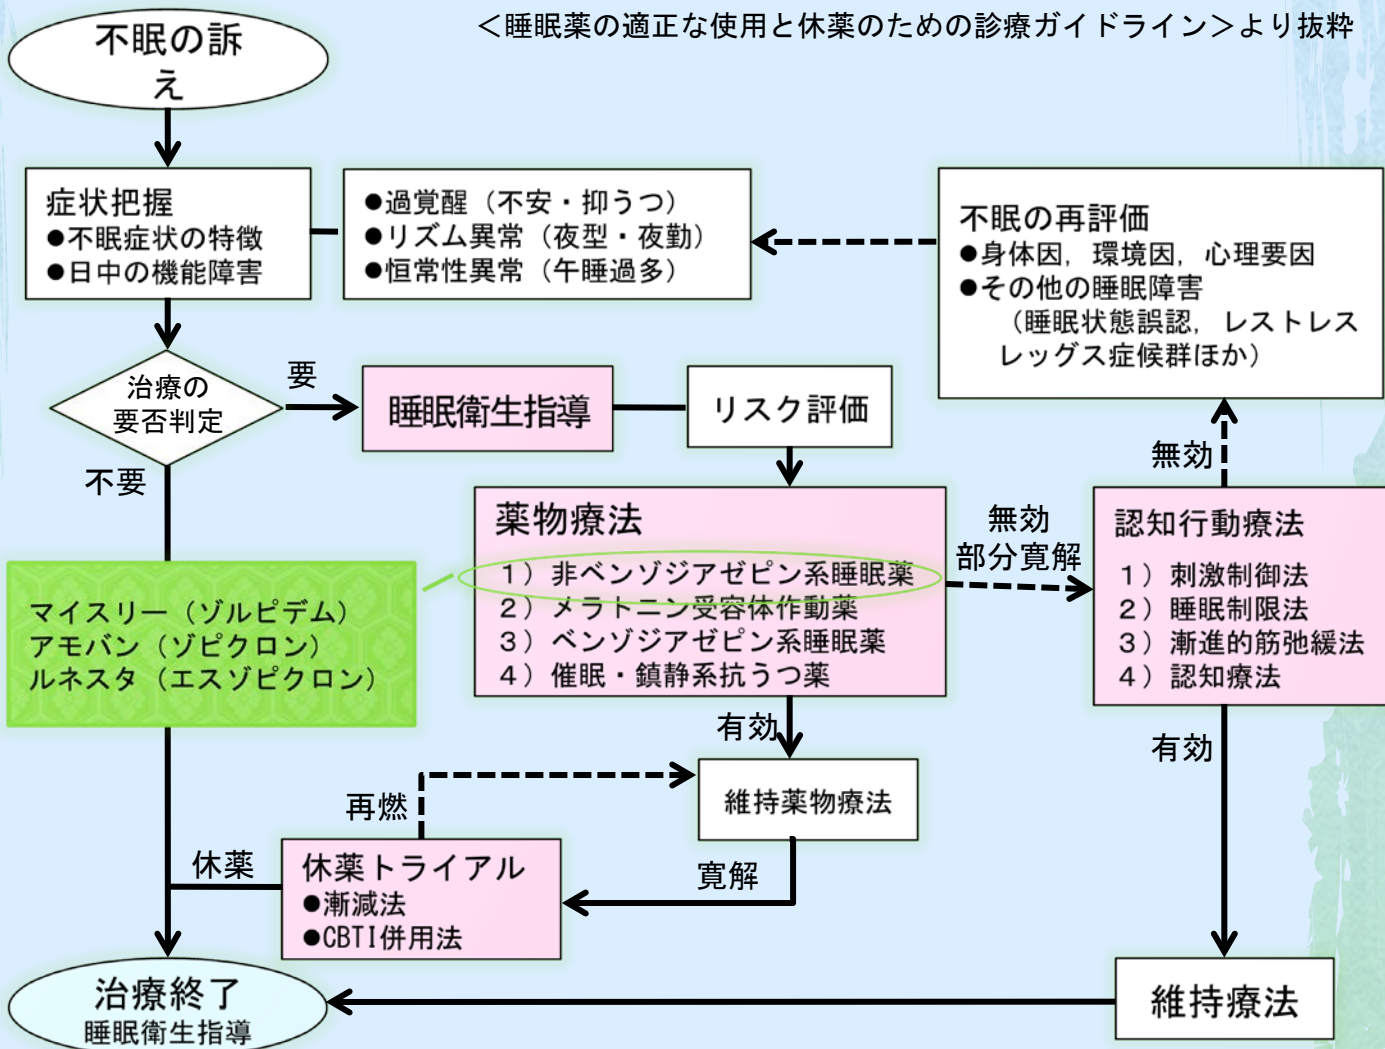 ＜睡眠薬の適正な使用と休薬のための診療ガイドライン＞より抜粋
不眠の訴
え
症状把握
●不眠症状の特徴
●日中の機能障害
●過覚醒（不安・抑うつ）
●リズム異常（夜型・夜勤）
●恒常性異常（午睡過多）
不眠の再評価
●身体因，環境因，心理要因
●その他の睡眠障害
（睡眠状態誤認，レストレス
レッグス症候群ほか）
治療の
要否判定
要
不要
睡眠衛生指導
リスク評価
薬物療法
１）非ベンゾジアゼピン系睡眠薬
２）メラトニン受容体作動薬
３）ベンゾジアゼピン系睡眠薬
４）催眠・鎮静系抗うつ薬
無効
部分寛解
無効
認知行動療法
１）刺激制御法
２）睡眠制限法
３）漸進的筋弛緩法
４）認知療法
マイスリー（ゾルピデム）
アモバン（ゾピクロン）
ルネスタ（エスゾピクロン）
有効
有効
維持薬物療法
再燃
寛解
休薬
休薬トライアル
●漸減法
●CBTI併用法
治療終了
睡眠衛生指導
維持療法